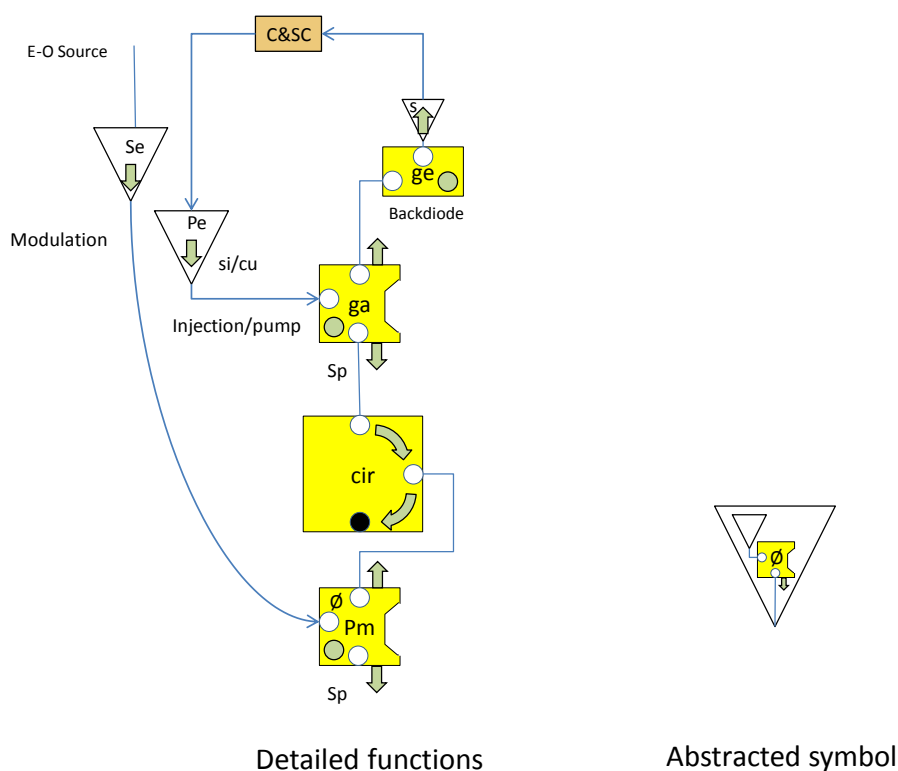 C&SC
E-O Source
s
Se
ge
Backdiode
Pe
Modulation
si/cu
ga
Injection/pump
Sp
cir
Ø
Ø
Pm
Sp
Detailed functions
Abstracted symbol